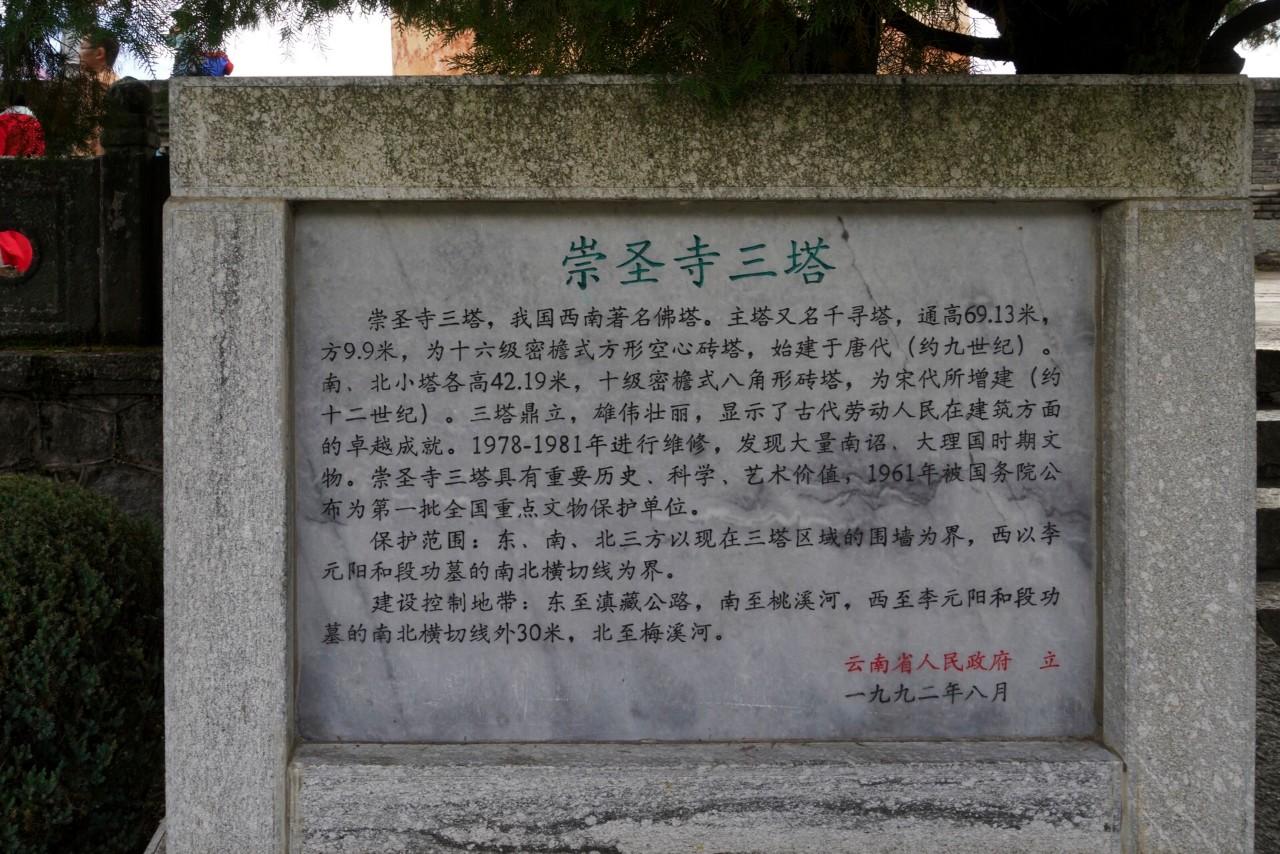 崇圣寺三塔
崇圣寺三塔，我国西南著名佛塔。主塔又名千寻塔，通高69.13米，
方9.9米，为十六级密檐式方形空心砖塔，始建于唐代（约九世纪）。
南、北小塔各高42.19米，十级密檐式八角形砖塔，为宋代所增建（约
十二世纪）。三塔鼎立，雄伟壮丽，显示了古代劳动人民在建筑方面
的卓越成就。1978-1981年进行维修，发现大量南诏、大理国时期文
物。崇圣寺三塔具有重要历史、科学、艺术价值，1961年被国务院公
布为第一批全国重点文物保护单位。
保护范围：东、南、北三方以现在三塔区域的围墙为界，西以李
元阳和段功墓的南北横切线为界。
建设控制地带：东至滇藏公路，南至桃溪河，西至李元阳和段功
墓的南北横切线外30米，北至梅溪河。
云南省人民政府　立
一九九二年八月